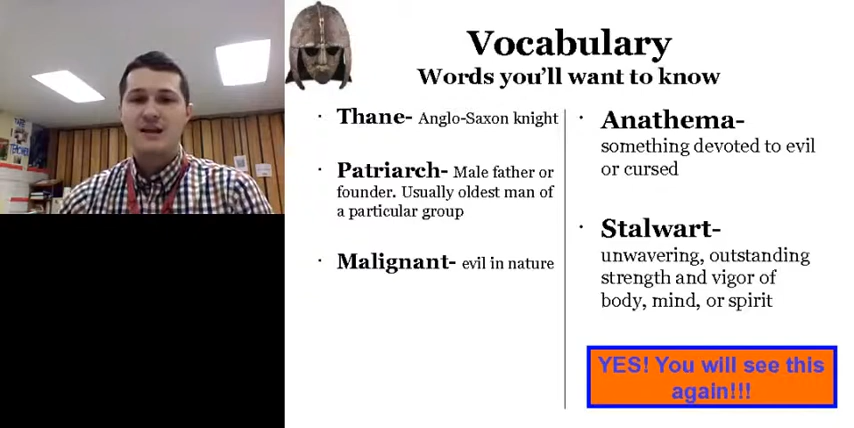 Vocabulary
Words you'll want to know
· Thane- Anglo-Saxon knight
· Patriarch- Male father or
founder. Usually oldest man of
a particular group
· Malignant- evil in nature
· Anathema-
something devoted to evil
or cursed
· Stalwart-
unwavering, outstanding
strength and vigor of
body, mind, or spirit
YES! You will see this
again!!!